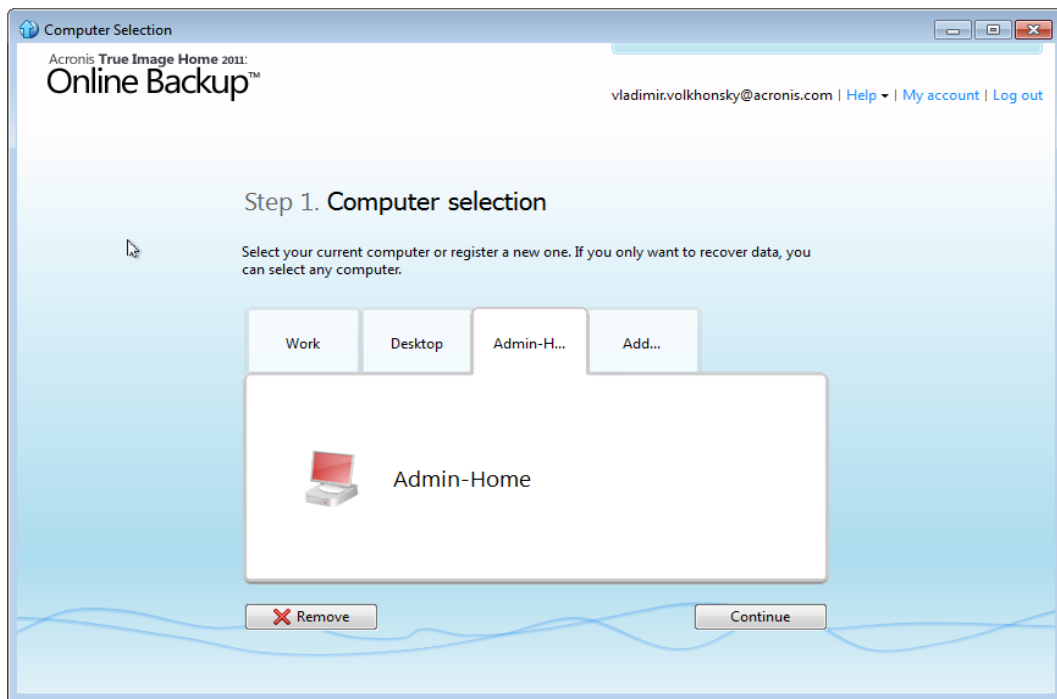 Computer Selection
Acronis True Image Home 2011:
Online Backup™
vladimir.volkhonsky@acronis.com | Help | My account | Log out
Step 1. Computer selection
Select your current computer or register a new one. If you only want to recover data, you
can select any computer.
Work Desktop Admin-H... Add...
Admin-Home
Remove Continue